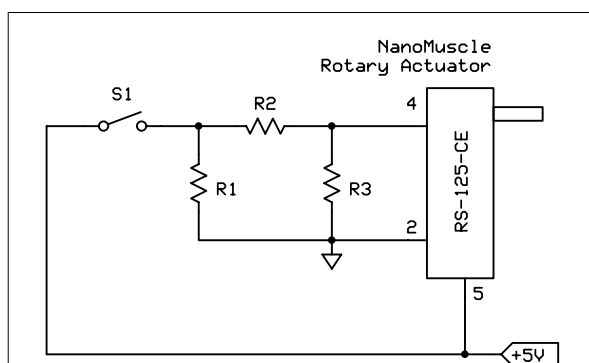 NanoMuscle
Rotary Actuator
S1
R2
4
R1
R3
RS-125-CE
2
5
+5V